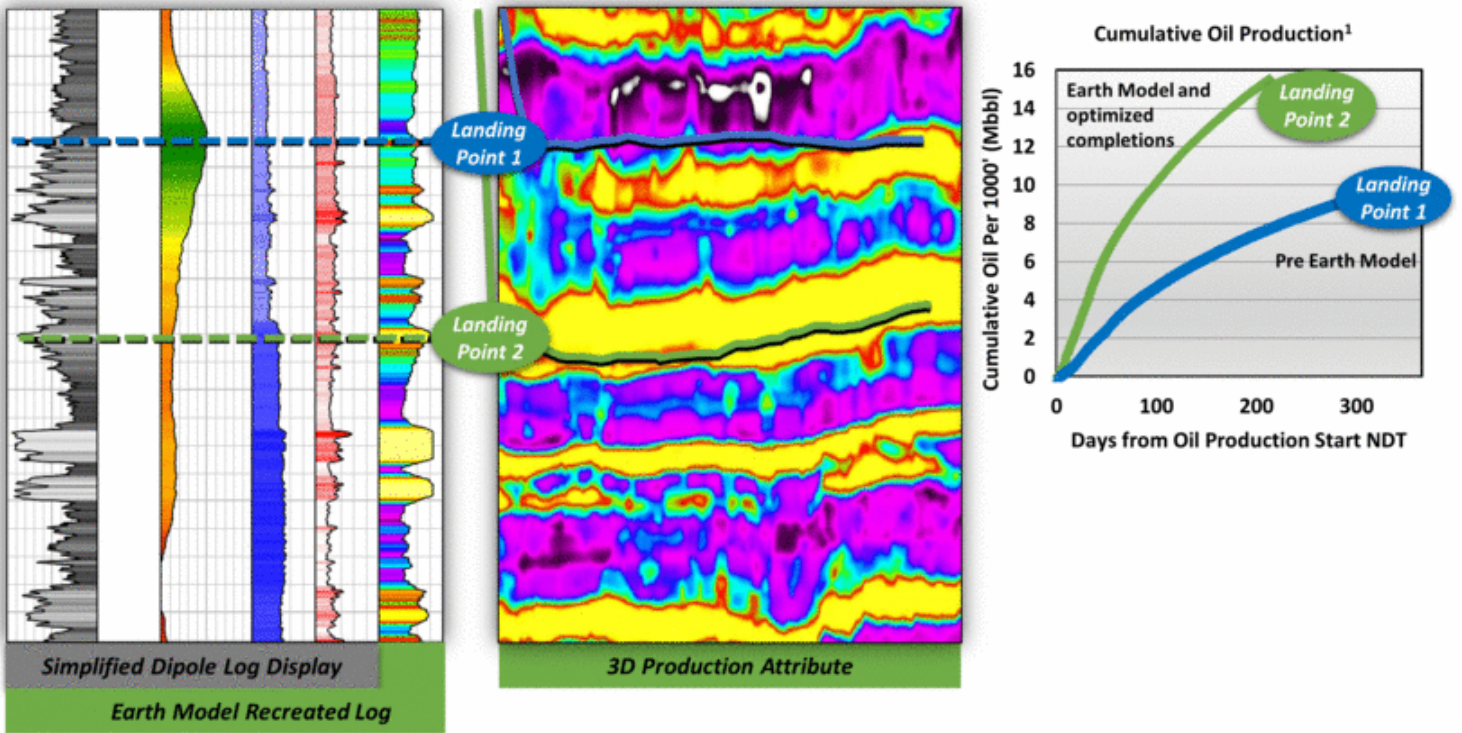 Landing
Point 1
Landing
Point 2
Simplified Dipole Log Display
Earth Model Recreated Log
3D Production Attribute
Cumulative Oil Production¹
Cumulative Oil Per 1000' (Mbbl)
16
14
12
10
8
6
4
2
0
Earth Model and
optimized
completions
Landing
Point 2
Landing
Point 1
Pre Earth Model
0 100 200 300
Days from Oil Production Start NDT